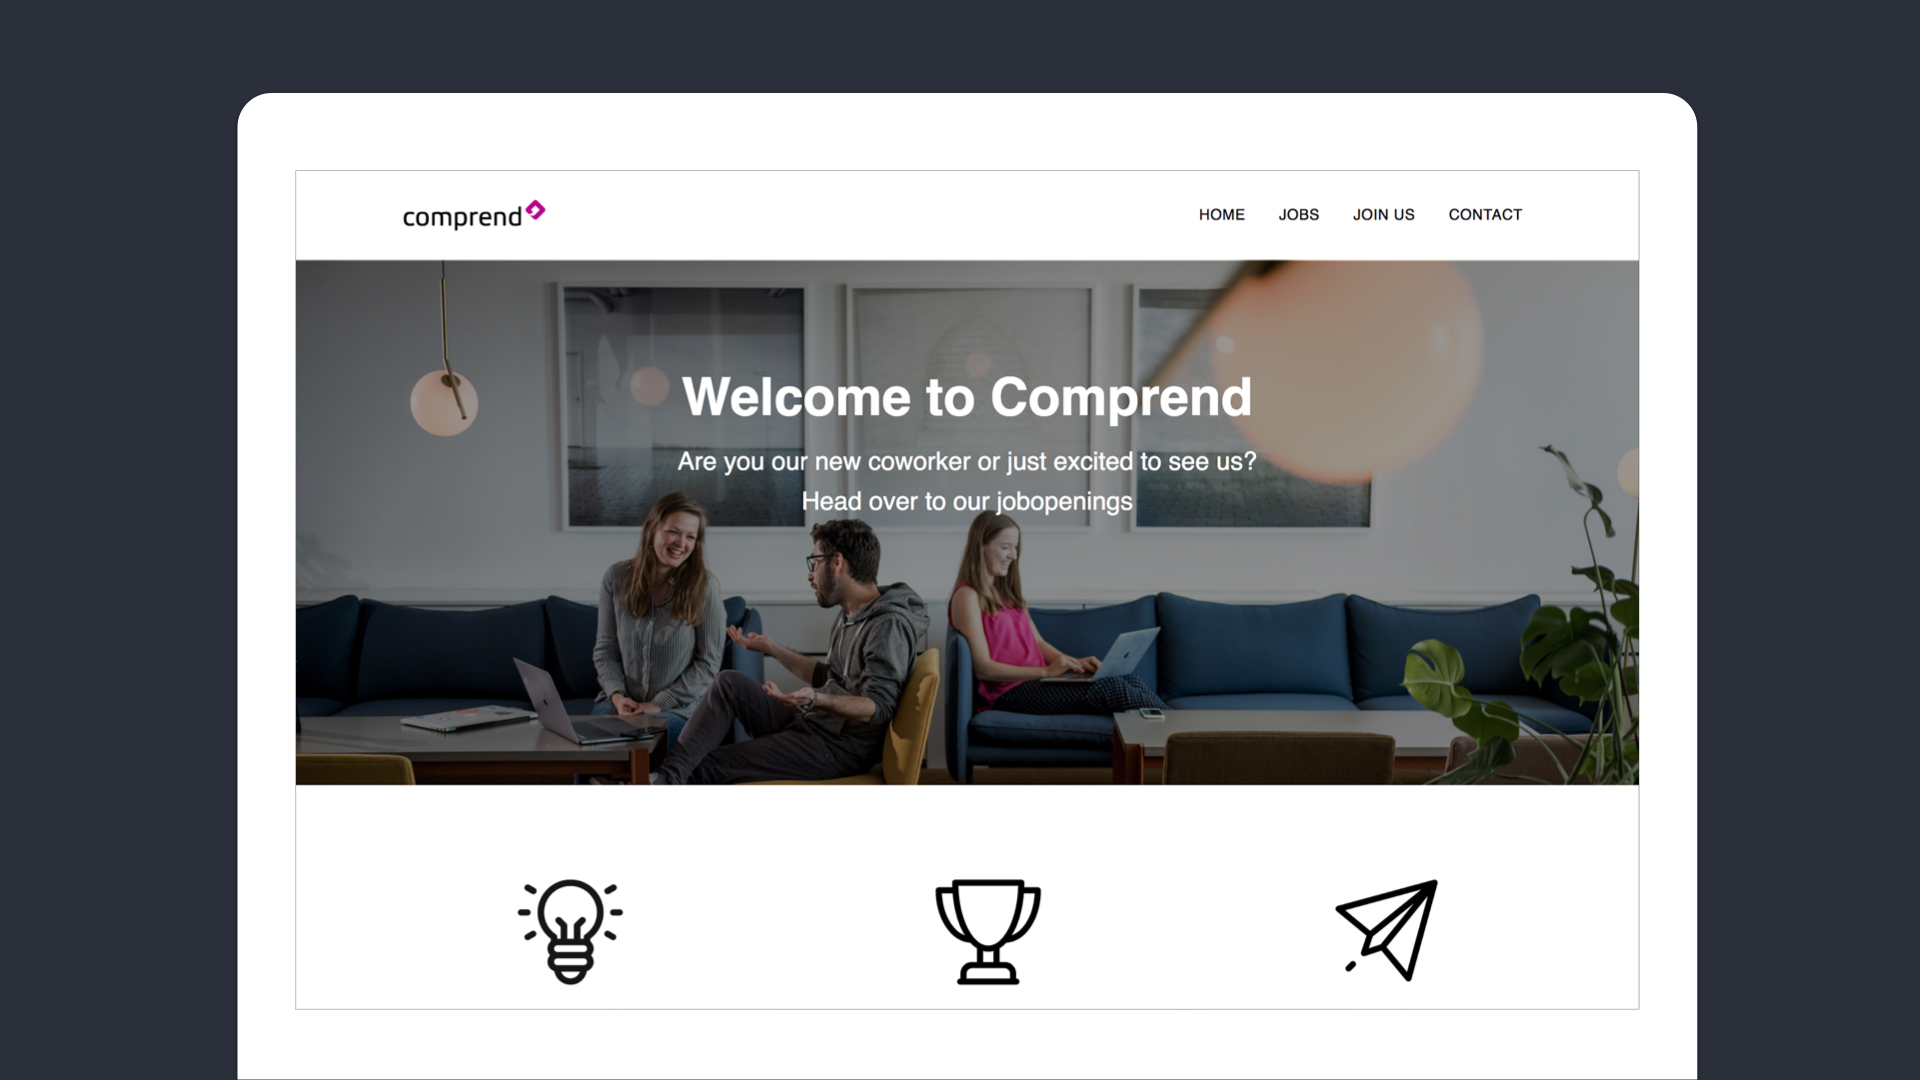 comprend
HOME JOBS JOIN US CONTACT
Welcome to Comprend
Are you our new coworker or just excited to see us?
Head over to our jobopenings